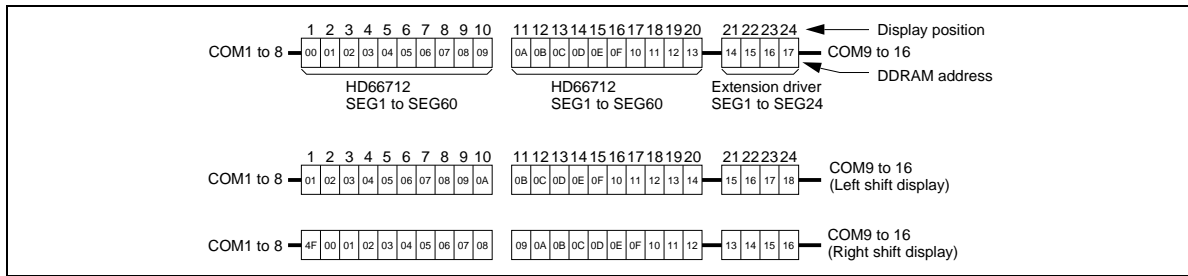 1 2 3 4 5 6 7 8 9 10 11 12 13 14 15 16 17 18 19 20 21 22 23 24 Display position
COM1 to 8 00 01 02 03 04 05 06 07 08 09 0A 0B 0C 0D 0E 0F 10 11 12 13 14 15 16 17 COM9 to 16
DDRAM address
HD66712 HD66712 Extension driver
SEG1 to SEG60 SEG1 to SEG60 SEG1 to SEG24
1 2 3 4 5 6 7 8 9 10 11 12 13 14 15 16 17 18 19 20 21 22 23 24
COM1 to 8 01 02 03 04 05 06 07 08 09 0A 0B 0C 0D 0E 0F 10 11 12 13 14 15 16 17 18 COM9 to 16
(Left shift display)
COM1 to 8 4F 00 01 02 03 04 05 06 07 08 09 0A 0B 0C 0D 0E 0F 10 11 12 13 14 15 16 COM9 to 16
(Right shift display)